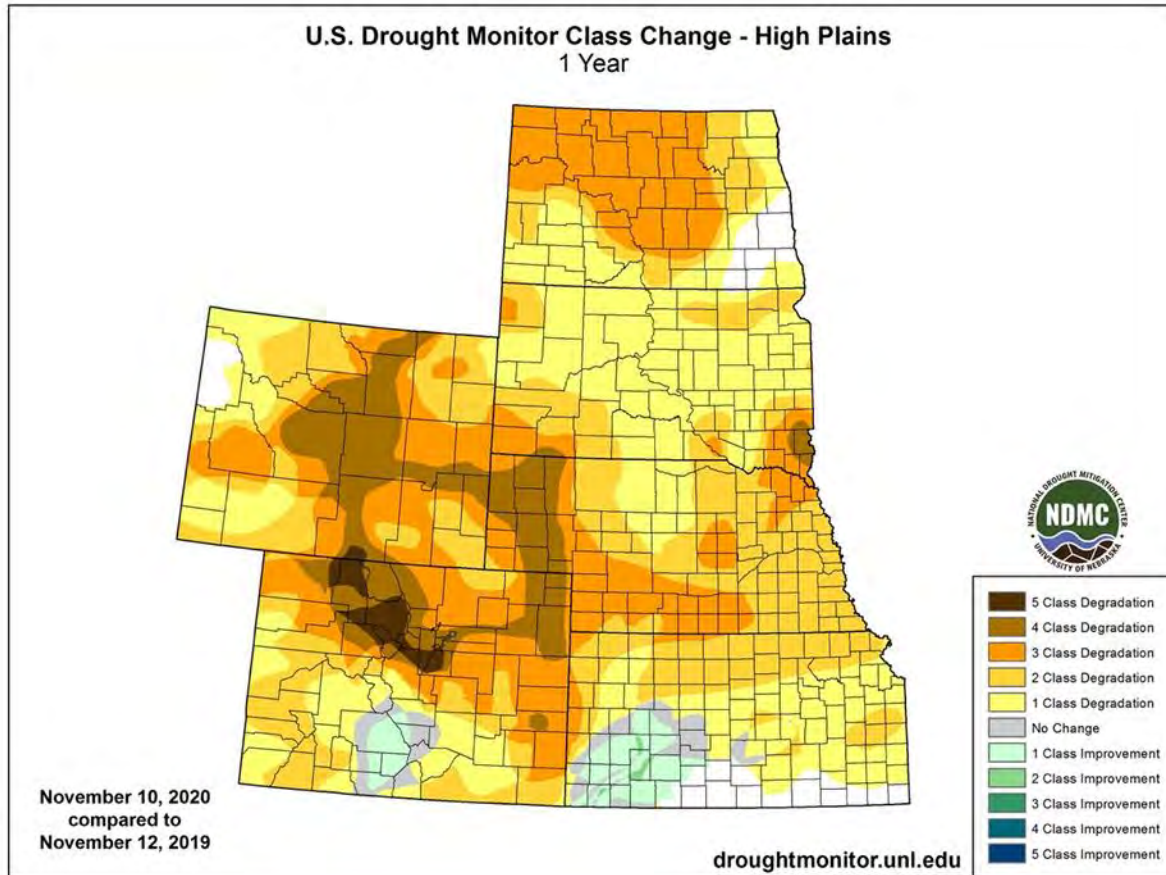 U.S. Drought Monitor Class Change - High Plains
1 Year
NATIONAL DROUGHT MITIGATION CENTER
NDMC
UNIVERSITY OF NEBRASKA
5 Class Degradation
4 Class Degradation
3 Class Degradation
2 Class Degradation
1 Class Degradation
No Change
1 Class Improvement
2 Class Improvement
3 Class Improvement
4 Class Improvement
5 Class Improvement
November 10, 2020
compared to
November 12, 2019
droughtmonitor.unl.edu